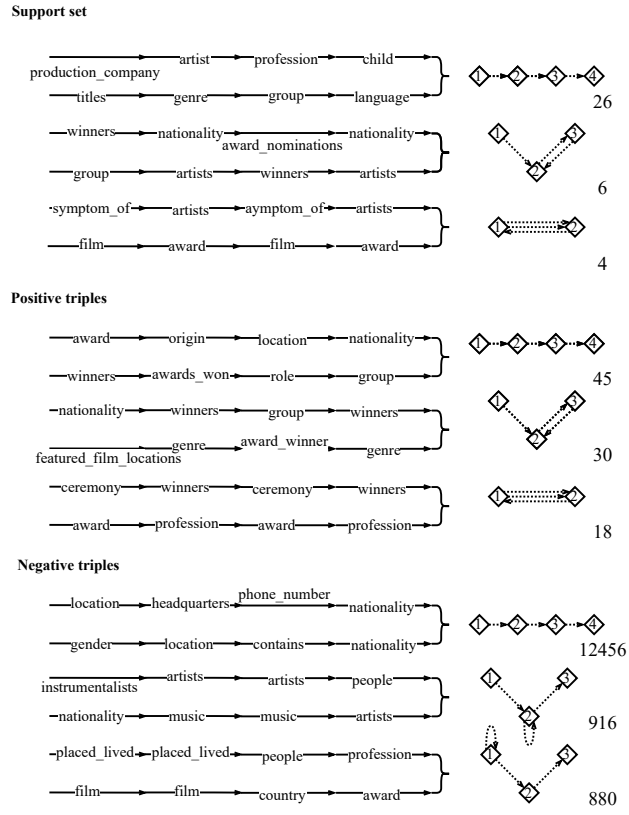 Support set
production_company artist profession child
titles genre group language
1 2 3 4
26
winners nationality award_nominations nationality
group artists winners artists
1 3
2
6
symptom_of artists aymptom_of artists
film award film award
1 2
4
Positive triples
award origin location nationality
winners awards_won role group
1 2 3 4
45
nationality winners group winners
featured_film_locations genre award_winner genre
1 3
2
30
ceremony winners ceremony winners
award profession award profession
1 2
18
Negative triples
location headquarters phone_number nationality
gender location contains nationality
1 2 3 4
12456
instrumentalists artists artists people
nationality music music artists
1 3
2
916
placed_lived placed_lived people profession
film film country award
1 3
2
880